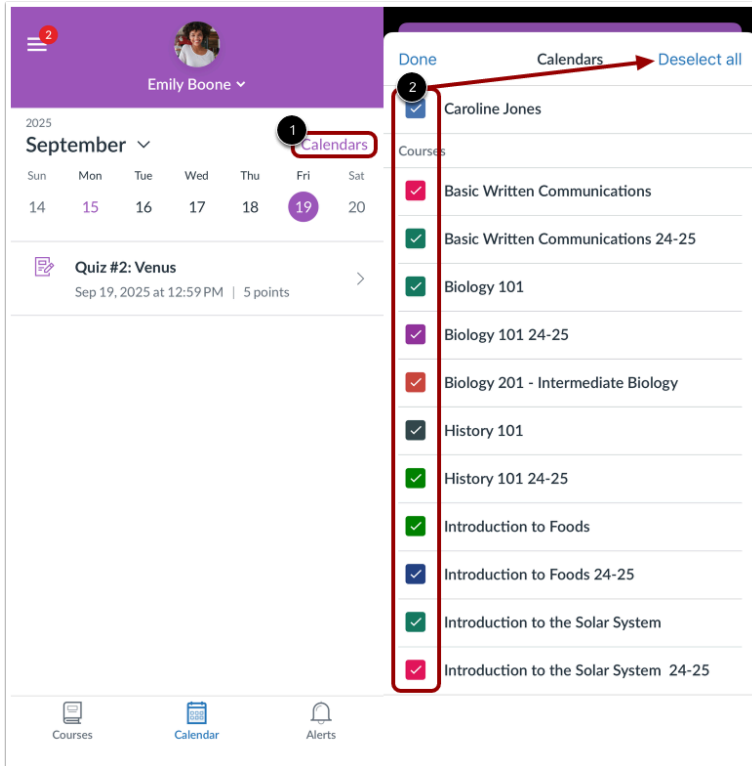 2
Emily Boone
2025
September
1
Calendars
Sun Mon Tue Wed Thu Fri Sat
14 15 16 17 18 19 20
Quiz #2: Venus
Sep 19, 2025 at 12:59 PM | 5 points
Courses
Calendar
Alerts
Done
Calendars
Deselect all
2
Caroline Jones
Courses
Basic Written Communications
Basic Written Communications 24-25
Biology 101
Biology 101 24-25
Biology 201 - Intermediate Biology
History 101
History 101 24-25
Introduction to Foods
Introduction to Foods 24-25
Introduction to the Solar System
Introduction to the Solar System 24-25